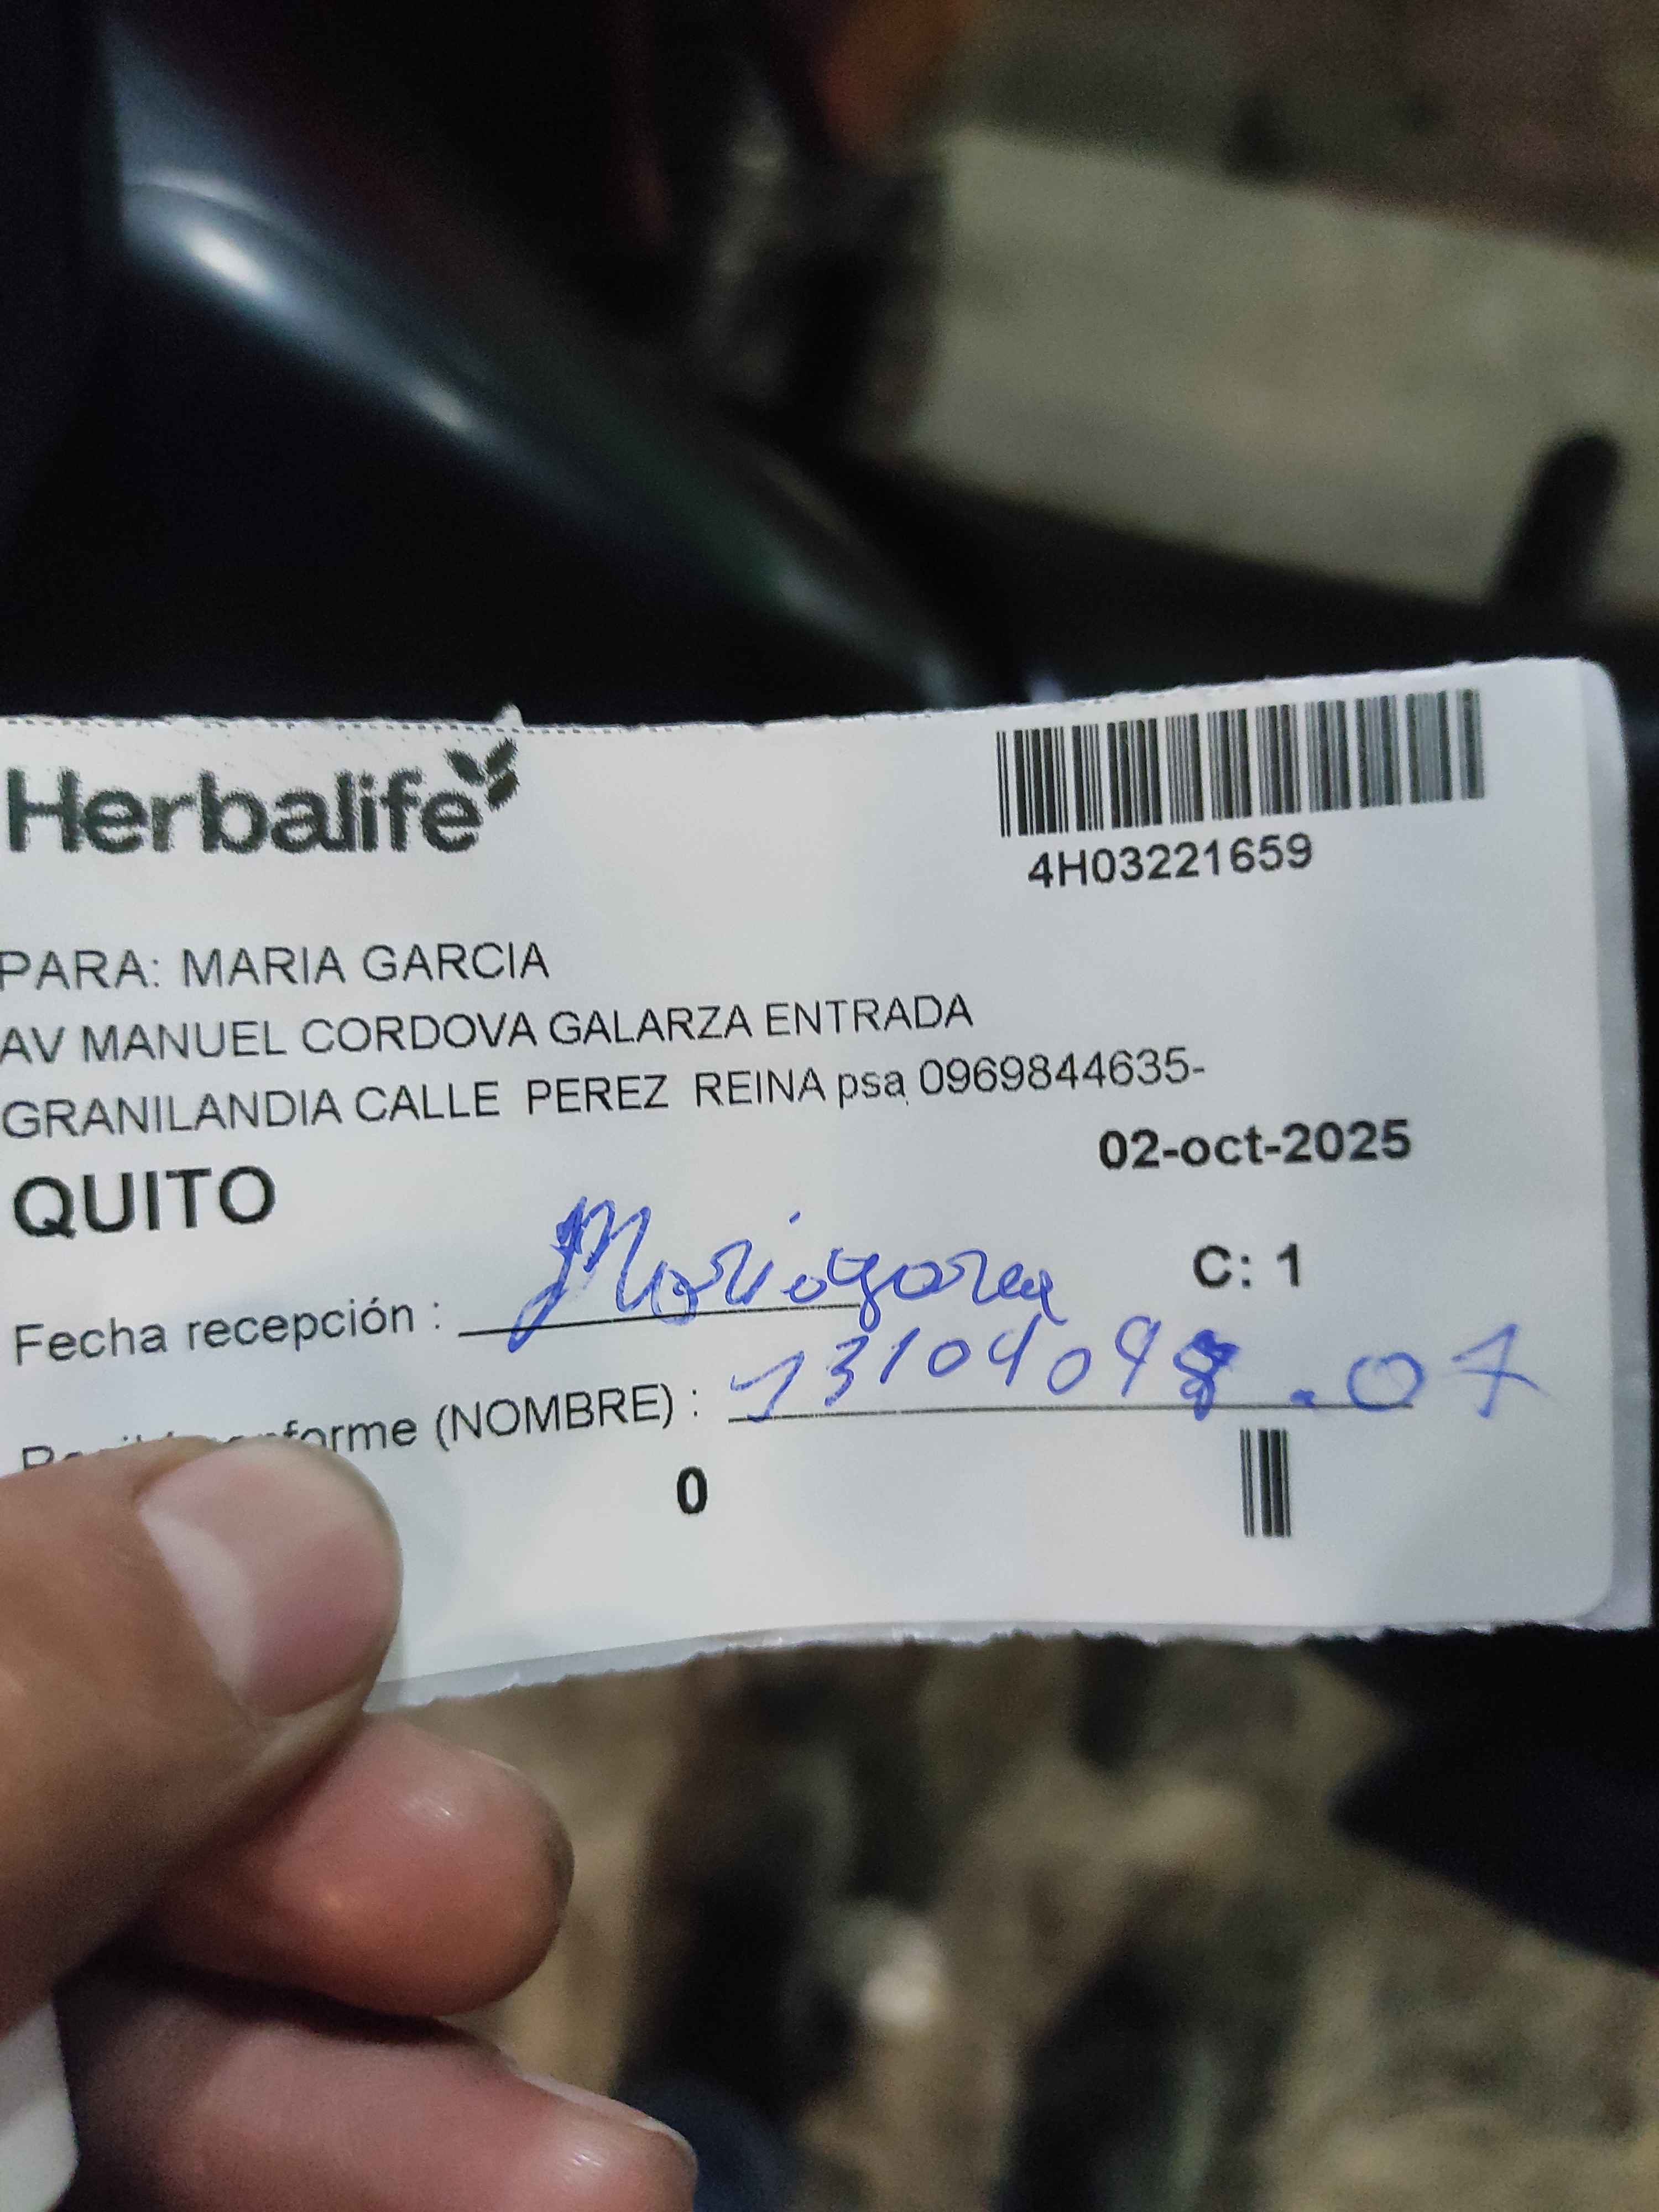 Herbalife
4H03221659
PARA: MARIA GARCIA
AV MANUEL CORDOVA GALARZA ENTRADA
GRANILANDIA CALLE PEREZ REINA psa 0969844635-
02-oct-2025
QUITO
C: 1
Fecha recepción :
(NOMBRE) :
0